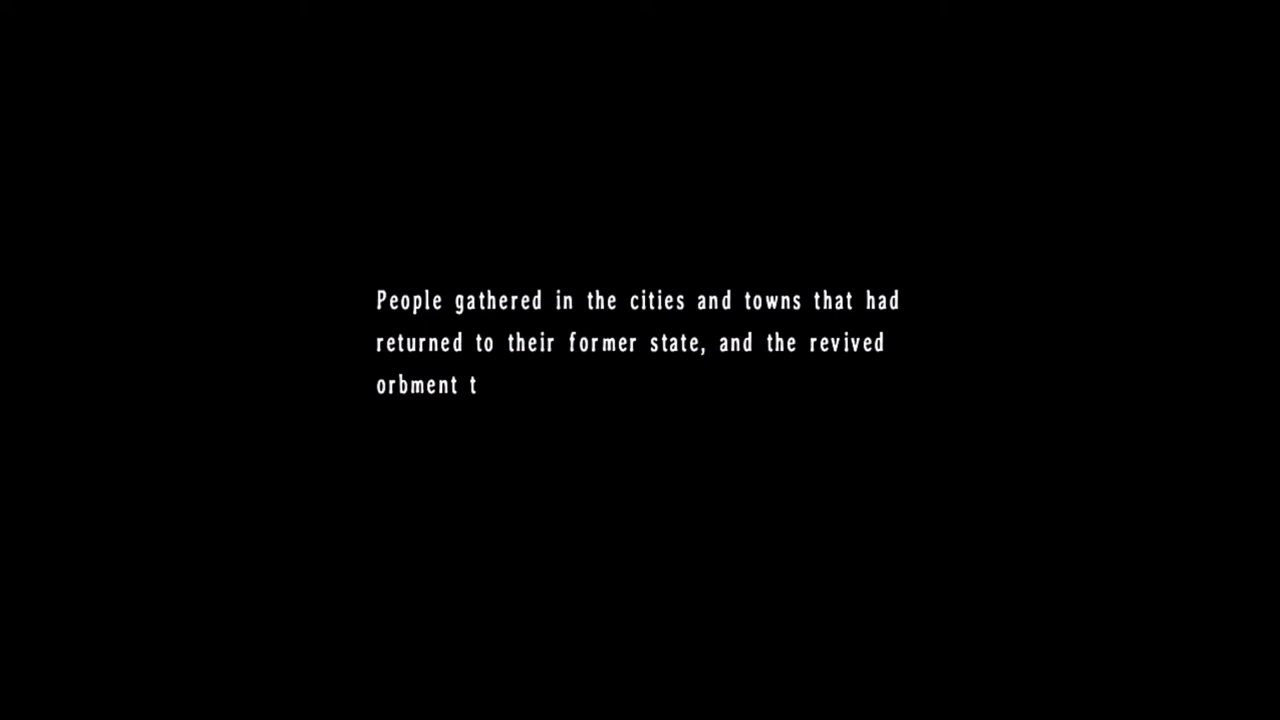 People gathered in the cities and towns that had
returned to their former state, and the revived
orbment t